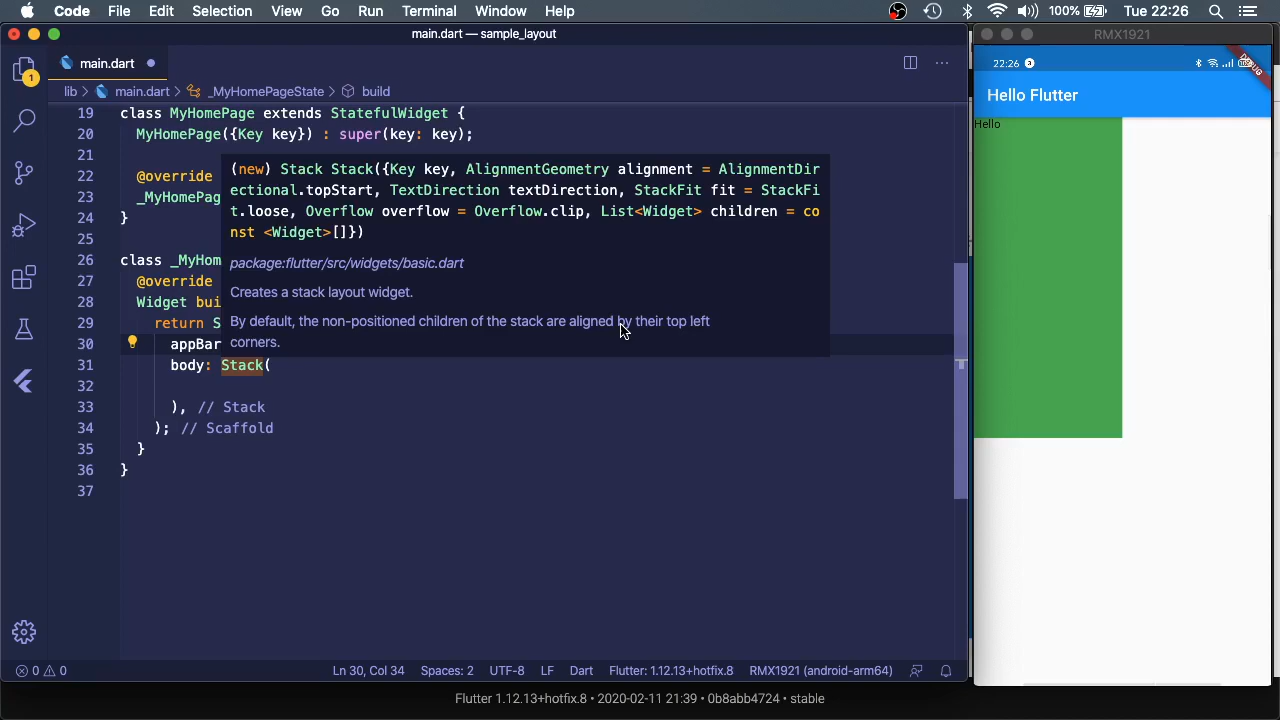 Code File Edit Selection View Go Run Terminal Window Help 100% Tue 22:26
main.dart — sample_layout
RMX1921
main.dart
1
22:26
DEBUG
lib > main.dart > _MyHomePageState > build
Hello Flutter
19 class MyHomePage extends StatefulWidget {
20 MyHomePage({Key key}) : super(key: key);
Hello
21
22 @override
23 _MyHomePag
24 }
25
26 class _MyHom
27 @override
28 Widget bui
29 return S
30 appBar
31 body: Stack(
32
33 ), // Stack
34 ); // Scaffold
35 }
36 }
37
(new) Stack Stack({Key key, AlignmentGeometry alignment = AlignmentDir
ectional.topStart, TextDirection textDirection, StackFit fit = StackFi
t.loose, Overflow overflow = Overflow.clip, List<Widget> children = co
nst <Widget>[]})
package:flutter/src/widgets/basic.dart
Creates a stack layout widget.
By default, the non-positioned children of the stack are aligned by their top left
corners.
0 0 Ln 30, Col 34 Spaces: 2 UTF-8 LF Dart Flutter: 1.12.13+hotfix.8 RMX1921 (android-arm64)
Flutter 1.12.13+hotfix.8 • 2020-02-11 21:39 • 0b8abb4724 • stable